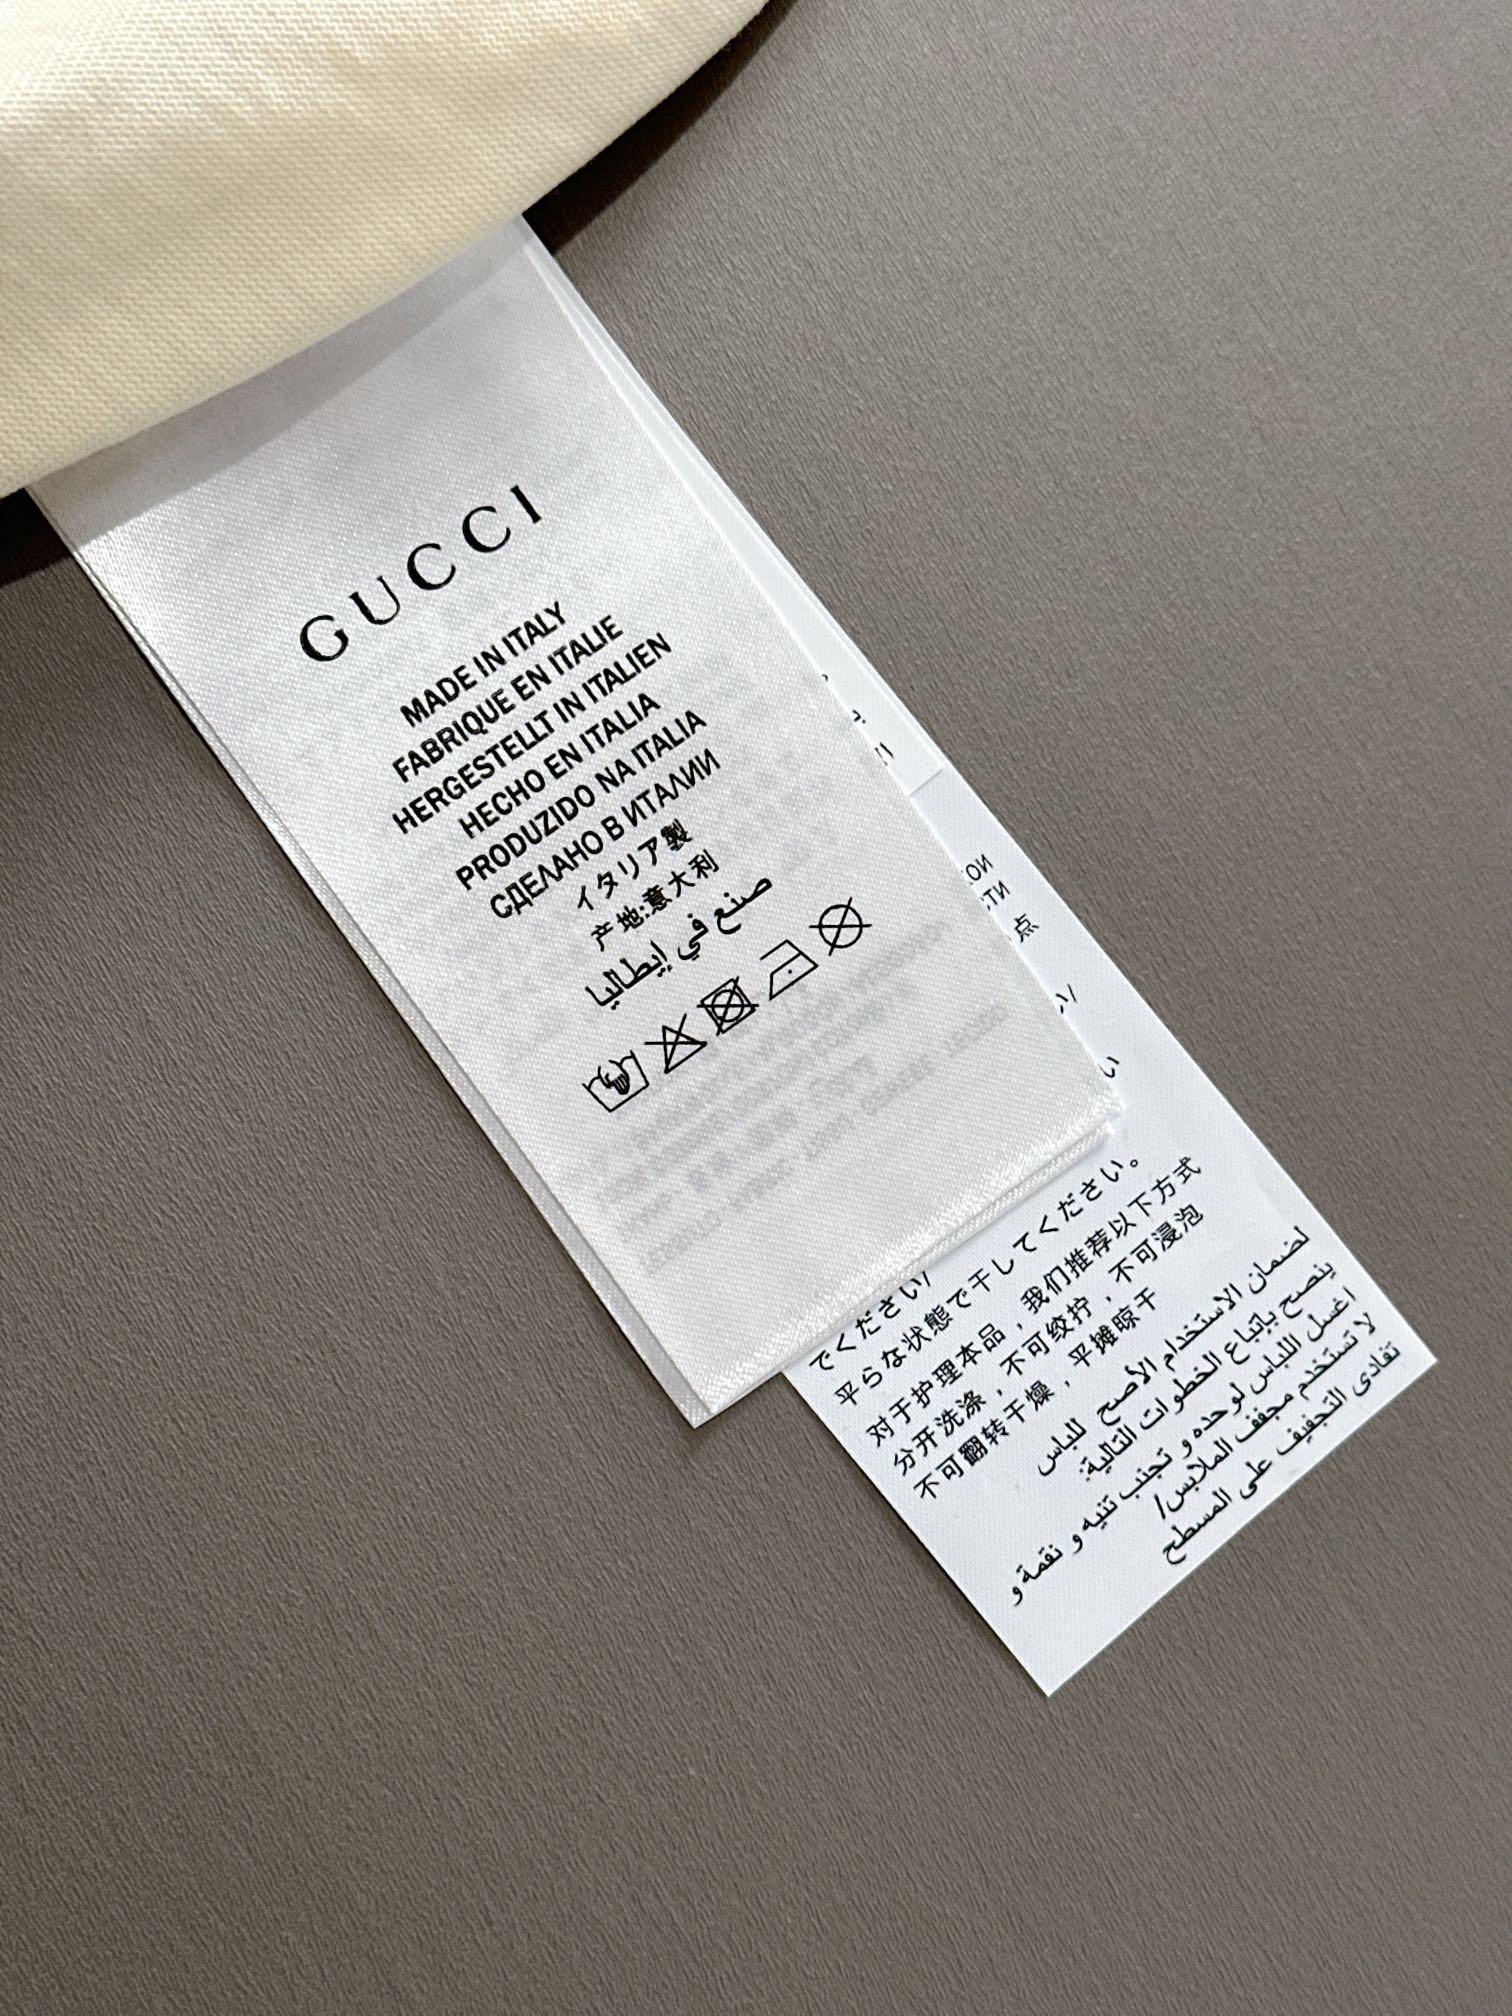 GUCCI
MADE IN ITALY
FABRIQUE EN ITALIE
HERGESTELLT IN ITALIEN
HECHO EN ITALIA
PRODUZIDO NA ITALIA
СДЕЛАНО В ИТАЛИИ
イタリア製
产地:意大利
صنع في إيطاليا
点
でください/
平らな状態で干してください。
对于护理本品，我们推荐以下方式
分开洗涤，不可绞拧，不可浸泡
不可翻转干燥，平摊晾干
لضمان الاستخدام الأصح للباس
ينصح بإتباع الخطوات التالية:
اغسل اللباس لوحده و تجنب تنيه و نقمة و
لا تستخدم مجفف الملابس/
تفادى التجفيف على المسطح